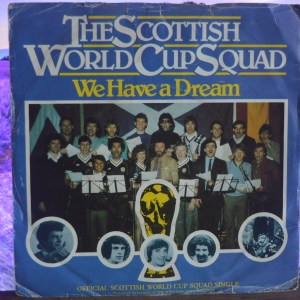 THE SCOTTISH
WORLD CUP SQUAD
We Have a Dream
OFFICIAL SCOTTISH WORLD CUP SQUAD SINGLE